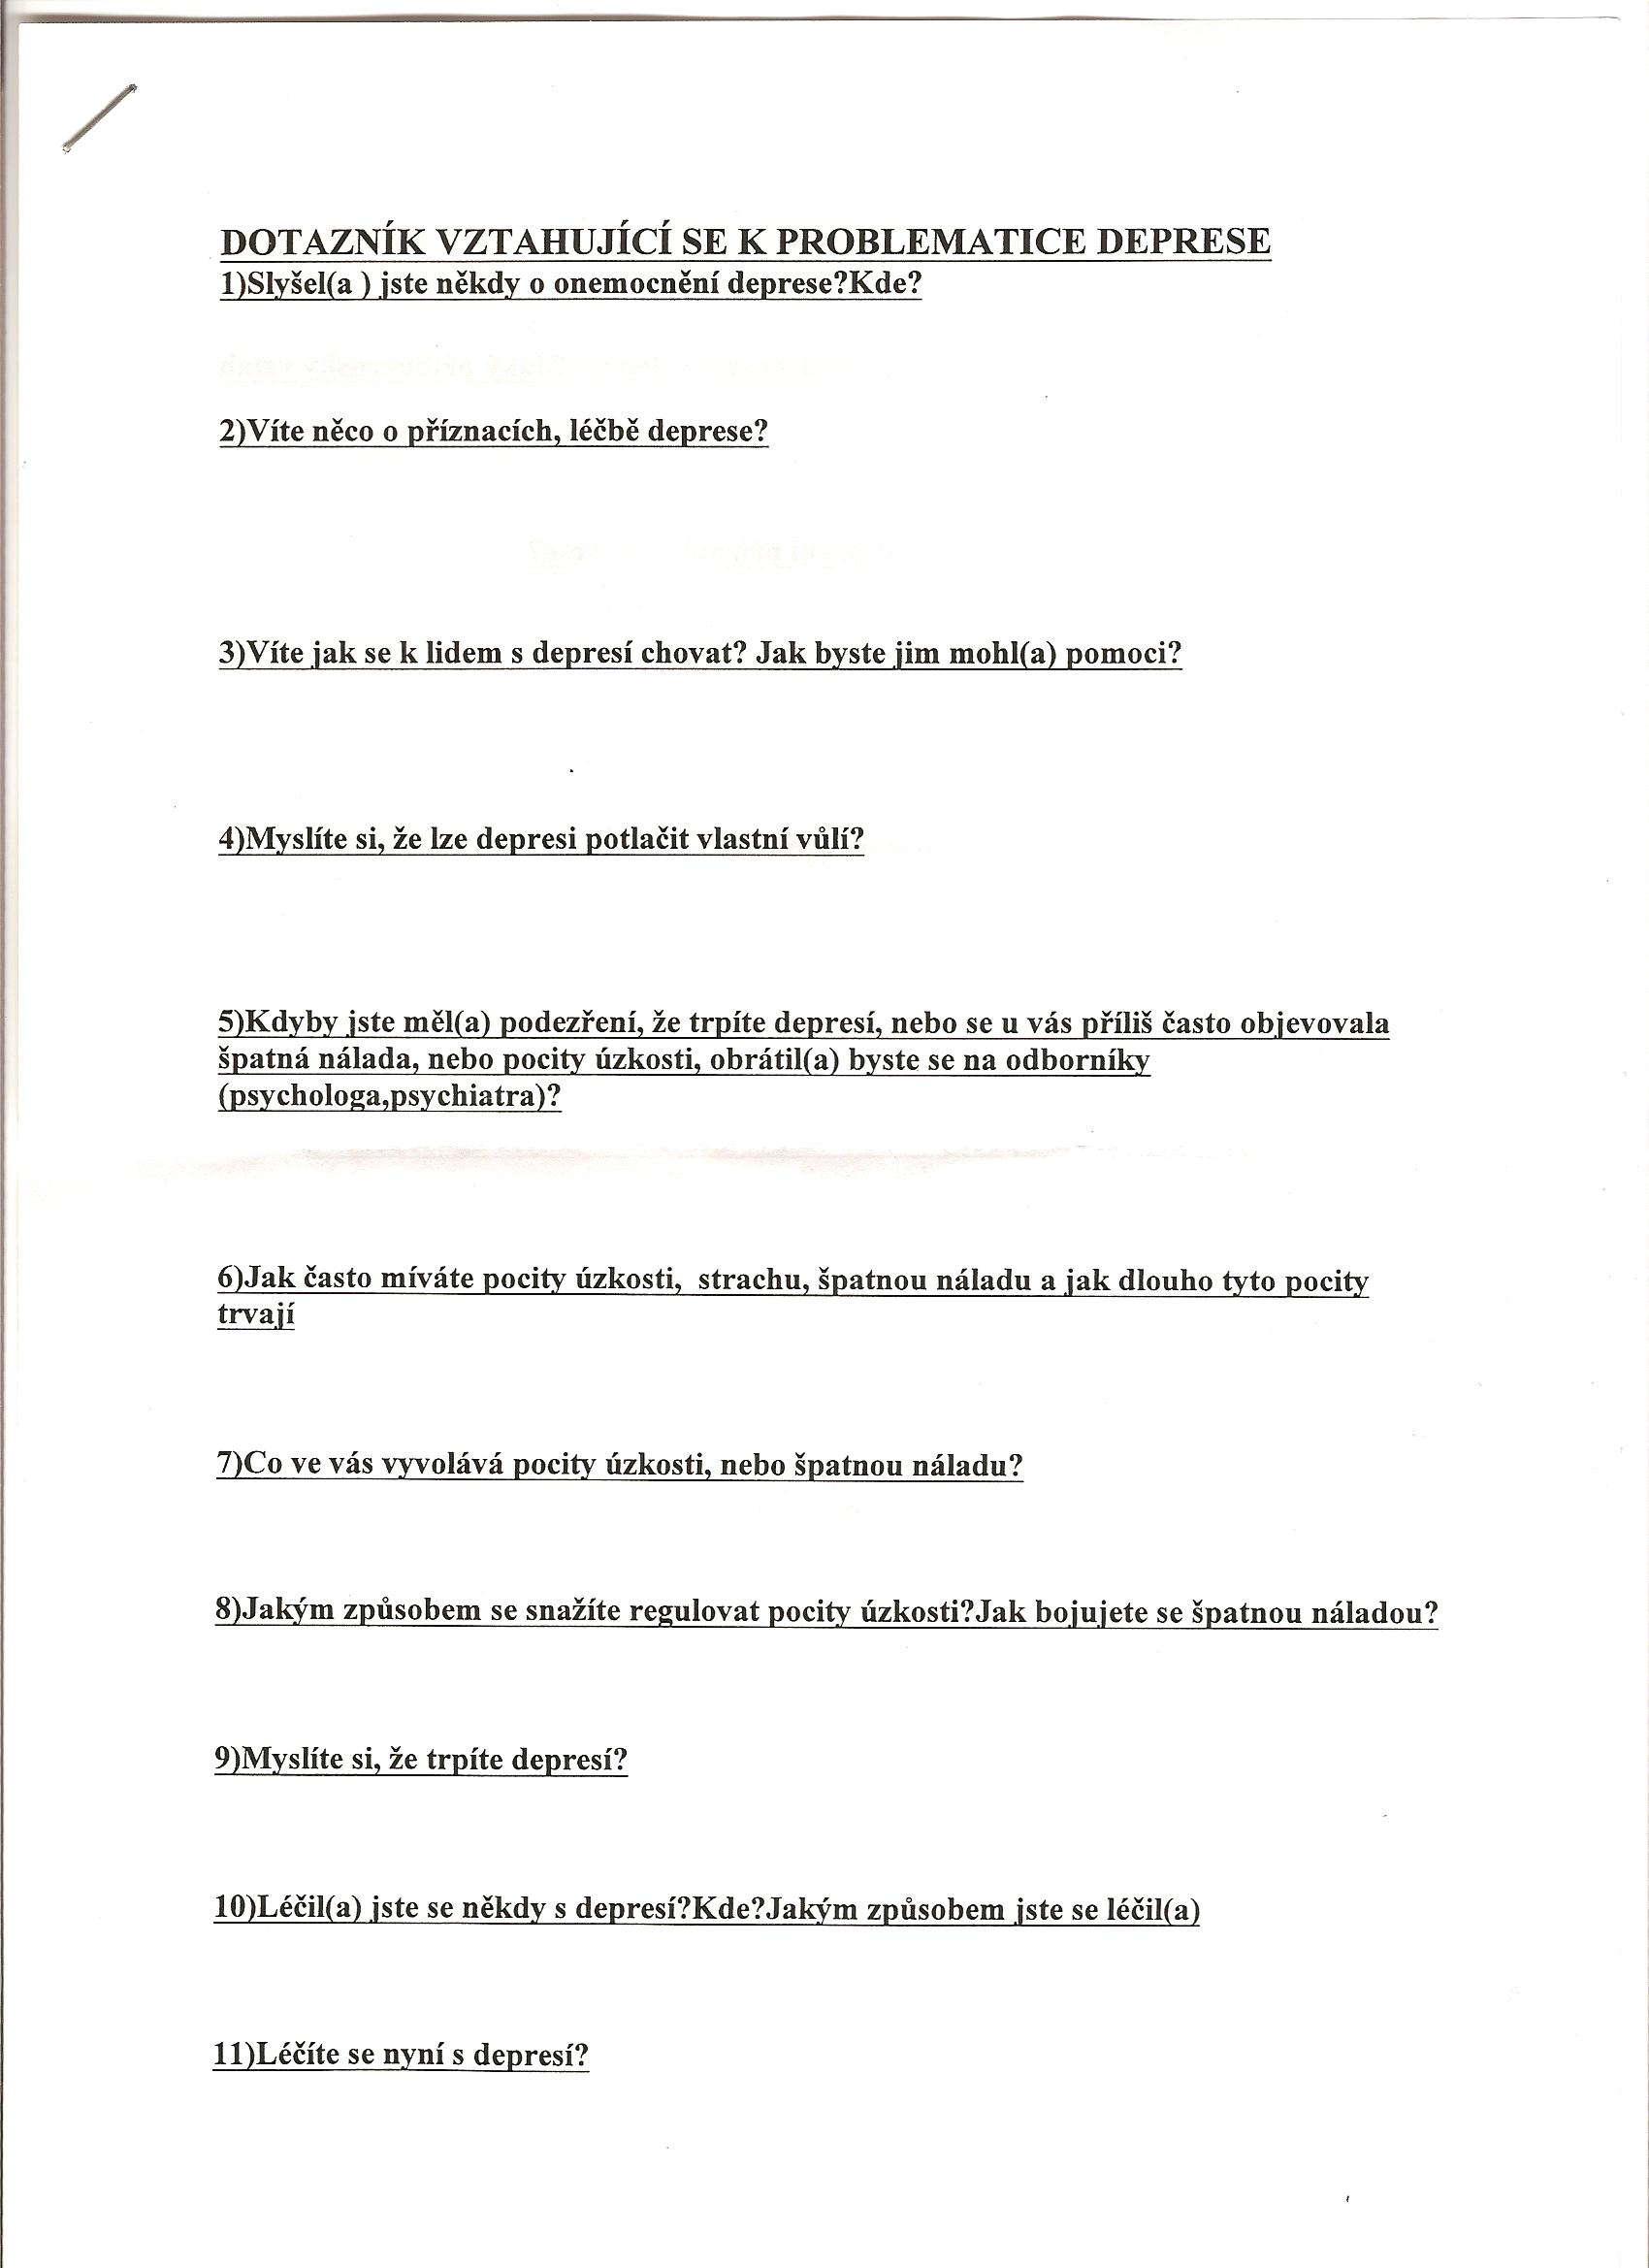 DOTAZNÍK VZTAHUJÍCÍ SE K PROBLEMATICE DEPRESE
1)Slyšel(a ) jste někdy o onemocnění deprese?Kde?
2)Víte něco o příznacích, léčbě deprese?
3)Víte jak se k lidem s depresí chovat? Jak byste jim mohl(a) pomoci?
4)Myslíte si, že lze depresi potlačit vlastní vůlí?
5)Kdyby jste měl(a) podezření, že trpíte depresí, nebo se u vás příliš často objevovala
špatná nálada, nebo pocity úzkosti, obrátil(a) byste se na odborníky
(psychologa,psychiatra)?
6)Jak často míváte pocity úzkosti,  strachu, špatnou náladu a jak dlouho tyto pocity
trvají
7)Co ve vás vyvolává pocity úzkosti, nebo špatnou náladu?
8)Jakým způsobem se snažíte regulovat pocity úzkosti?Jak bojujete se špatnou náladou?
9)Myslíte si, že trpíte depresí?
10)Léčil(a) jste se někdy s depresí?Kde?Jakým způsobem jste se léčil(a)
11)Léčíte se nyní s depresí?